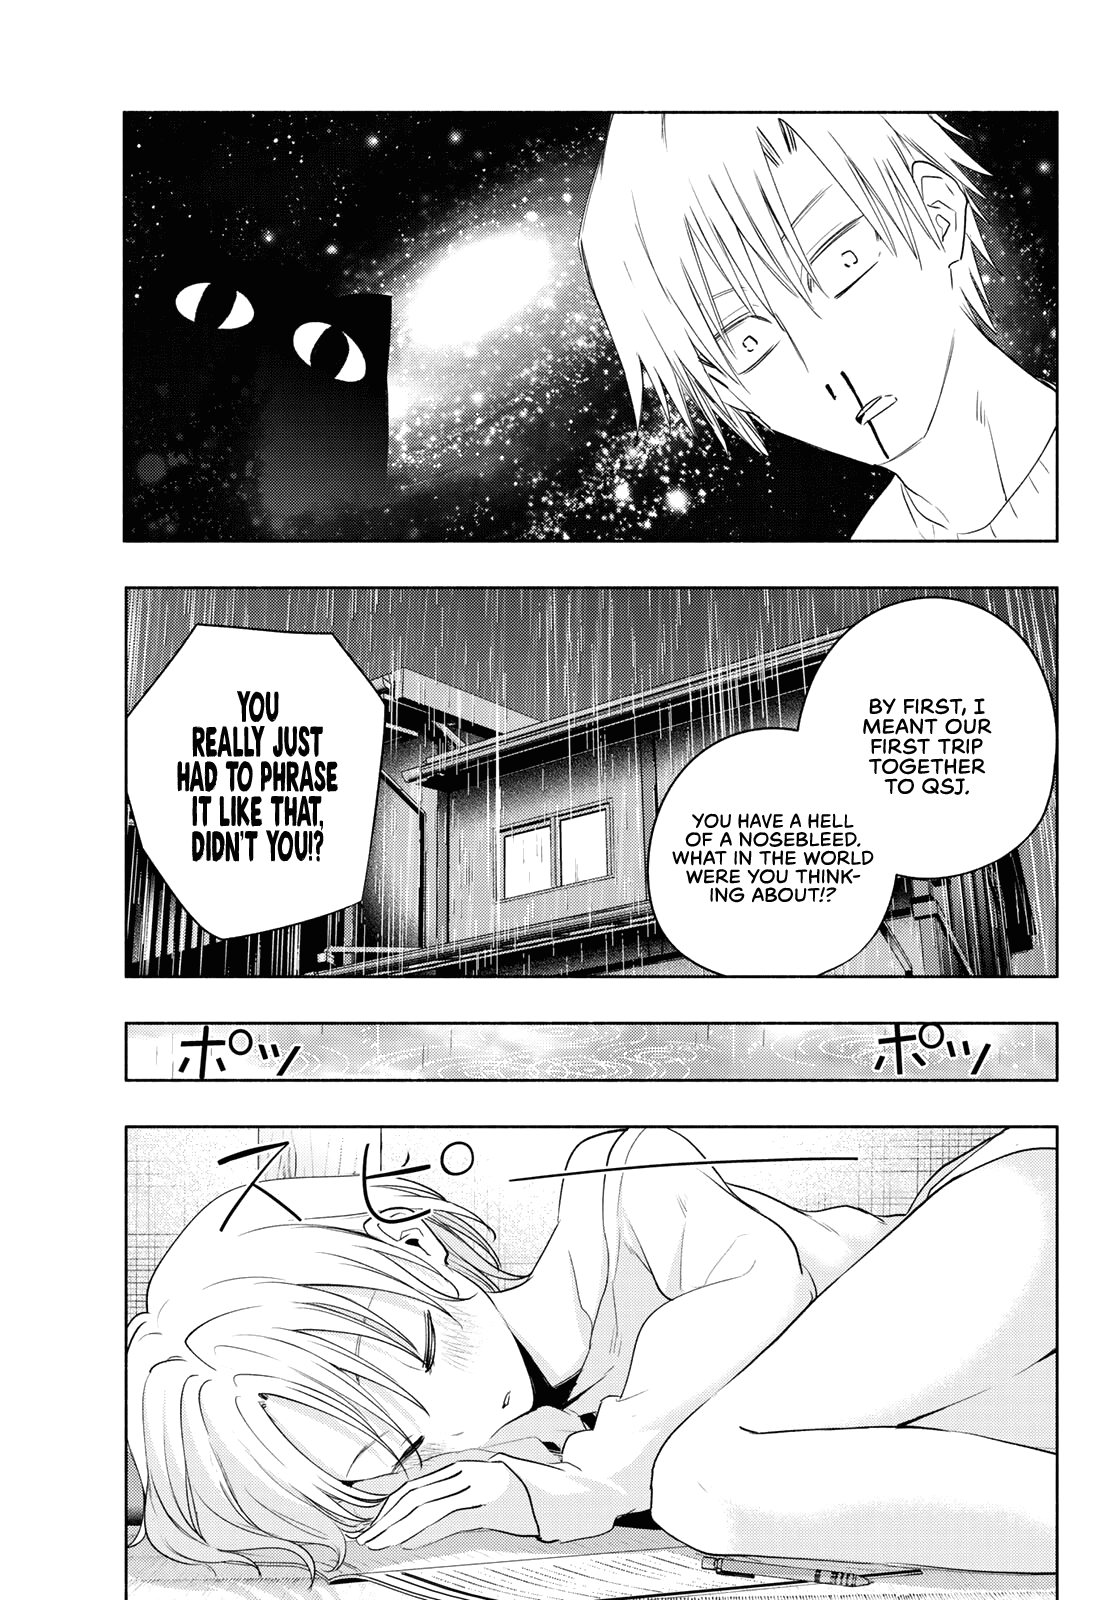 BY FIRST, I
MEANT OUR
FIRST TRIP
TOGETHER
TO QSJ.
YOU HAVE A HELL
OF A NOSEBLEED.
WHAT IN THE WORLD
WERE YOU THINK-
ING ABOUT!?
YOU
REALLY JUST
HAD TO PHRASE
IT LIKE THAT,
DIDN'T YOU!?
ポツ
ポツ
スピー